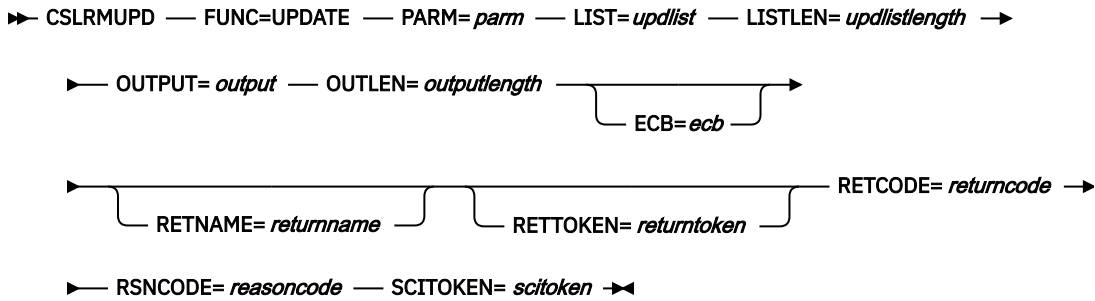 CSLRMUPD FUNC=UPDATE PARM= parm LIST= updlist LISTLEN= updlistlength
OUTPUT= output OUTLEN= outputlength
ECB= ecb
RETCODE= returncode
RETNAME= returnname RETTOKEN= returntoken
RSNCODE= reasoncode SCITOKEN= scitoken